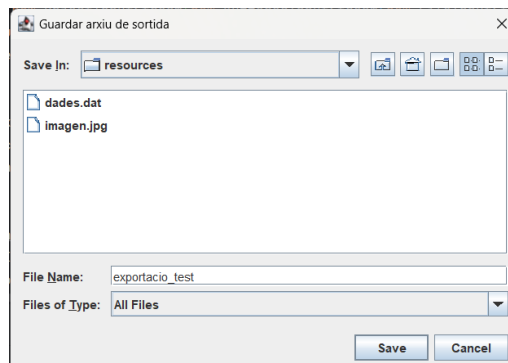 Guardar arxiu de sortida
Save In: resources
dades.dat
imagen.jpg
File Name: exportacio_test
Files of Type: All Files
Save Cancel